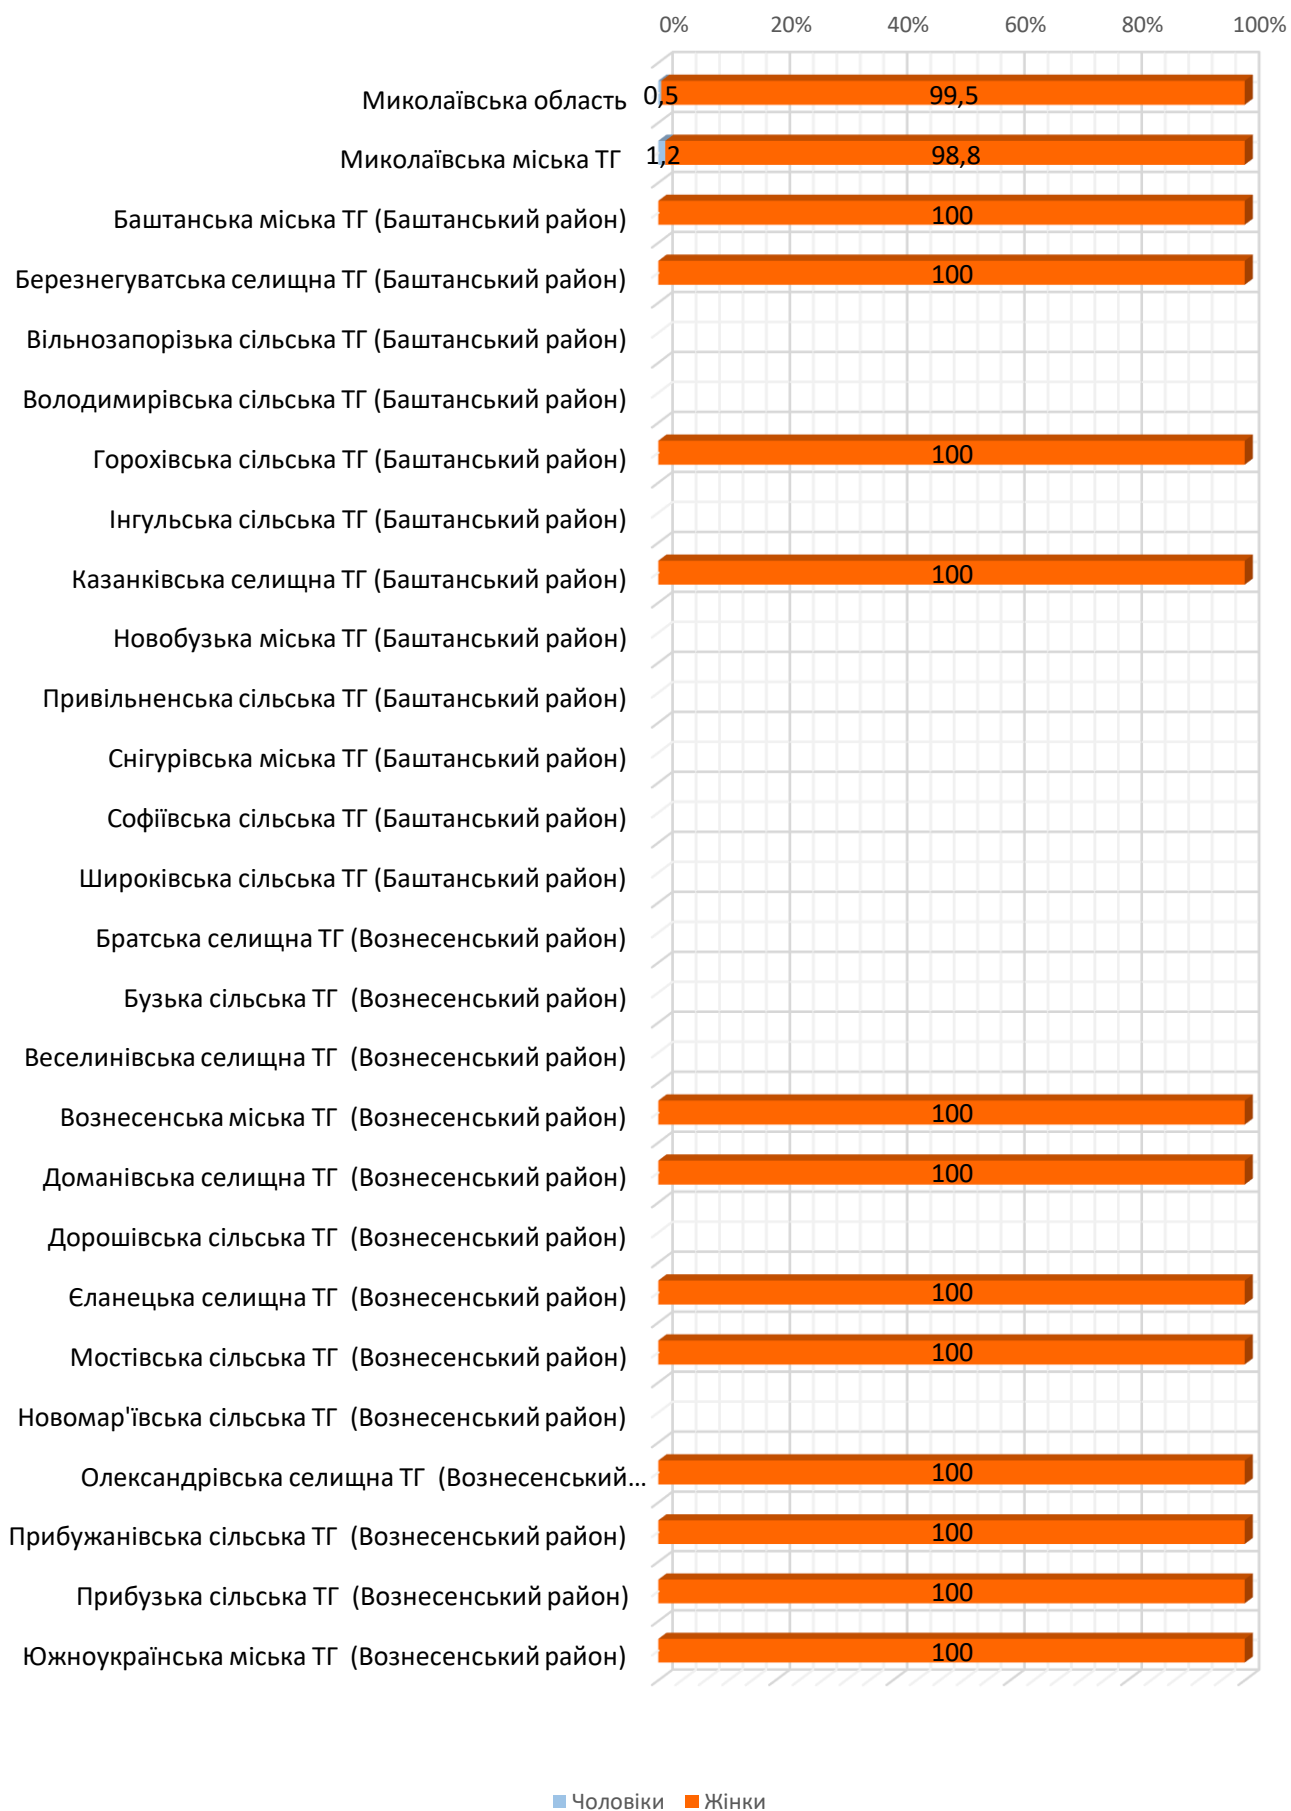 0% 20% 40% 60% 80% 100%
Миколаївська область 0,5 99,5
Миколаївська міська ТГ 1,2 98,8
Баштанська міська ТГ (Баштанський район) 100
Березнегуватська селищна ТГ (Баштанський район) 100
Вільнозапорізька сільська ТГ (Баштанський район)
Володимирівська сільська ТГ (Баштанський район)
Горохівська сільська ТГ (Баштанський район) 100
Інгульська сільська ТГ (Баштанський район)
Казанківська селищна ТГ (Баштанський район) 100
Новобузька міська ТГ (Баштанський район)
Привільненська сільська ТГ (Баштанський район)
Снігурівська міська ТГ (Баштанський район)
Софіївська сільська ТГ (Баштанський район)
Широківська сільська ТГ (Баштанський район)
Братська селищна ТГ (Вознесенський район)
Бузька сільська ТГ (Вознесенський район)
Веселинівська селищна ТГ (Вознесенський район)
Вознесенська міська ТГ (Вознесенський район) 100
Доманівська селищна ТГ (Вознесенський район) 100
Дорошівська сільська ТГ (Вознесенський район)
Єланецька селищна ТГ (Вознесенський район) 100
Мостівська сільська ТГ (Вознесенський район) 100
Новомар'ївська сільська ТГ (Вознесенський район)
Олександрівська селищна ТГ (Вознесенський... 100
Прибужанівська сільська ТГ (Вознесенський район) 100
Прибузька сільська ТГ (Вознесенський район) 100
Южноукраїнська міська ТГ (Вознесенський район) 100
Чоловіки Жінки